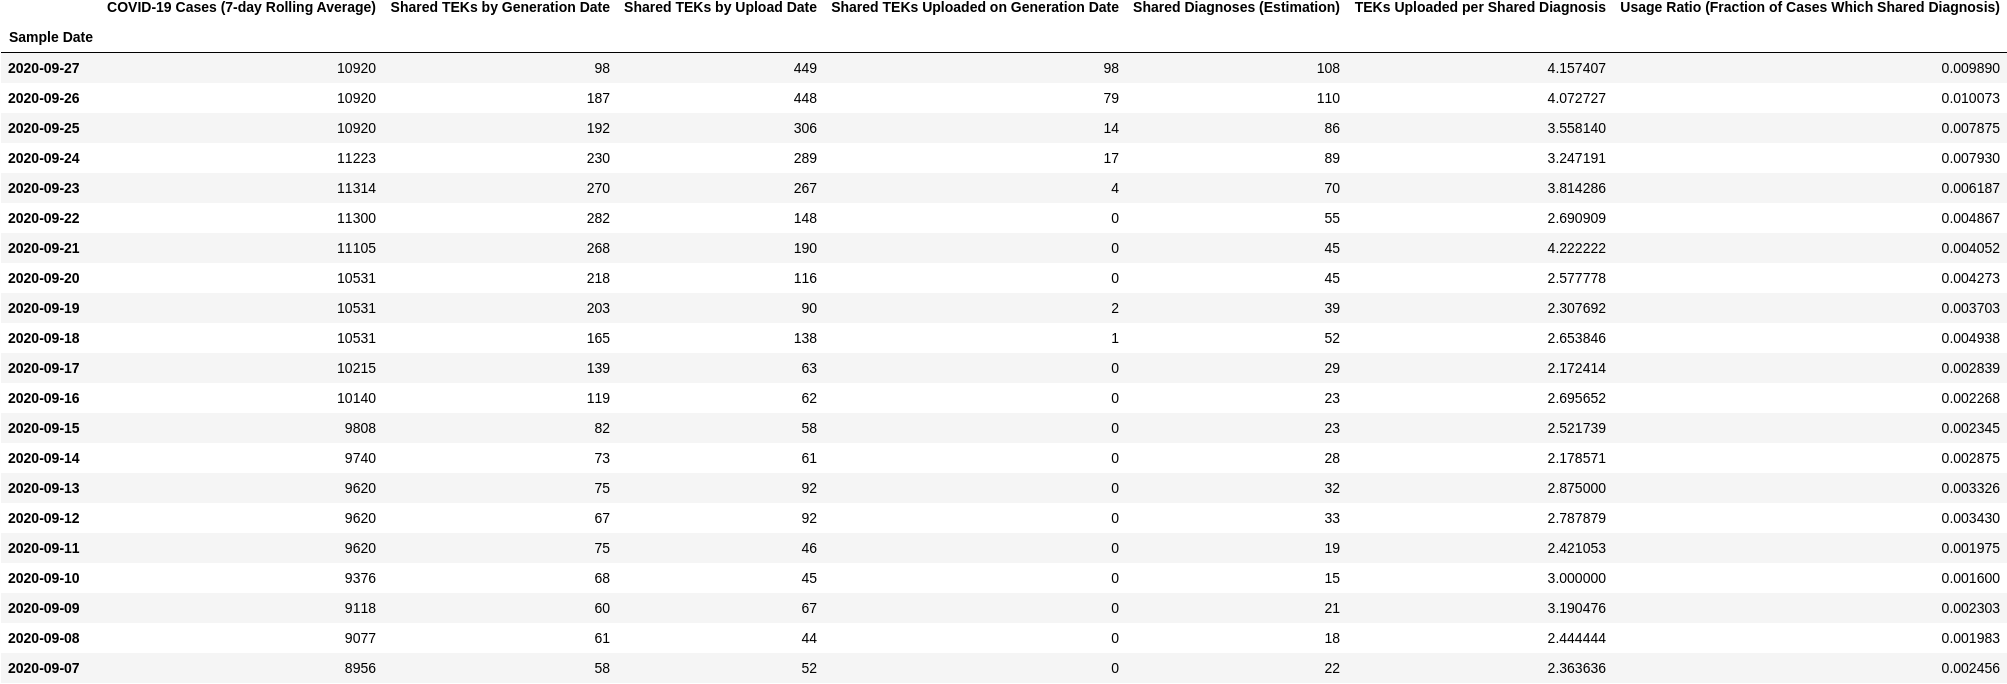 COVID-19 Cases (7-day Rolling Average) Shared TEKs by Generation Date Shared TEKs by Upload Date Shared TEKs Uploaded on Generation Date Shared Diagnoses (Estimation) TEKs Uploaded per Shared Diagnosis Usage Ratio (Fraction of Cases Which Shared Diagnosis)
Sample Date
2020-09-27 10920 98 449 98 108 4.157407 0.009890
2020-09-26 10920 187 448 79 110 4.072727 0.010073
2020-09-25 10920 192 306 14 86 3.558140 0.007875
2020-09-24 11223 230 289 17 89 3.247191 0.007930
2020-09-23 11314 270 267 4 70 3.814286 0.006187
2020-09-22 11300 282 148 0 55 2.690909 0.004867
2020-09-21 11105 268 190 0 45 4.222222 0.004052
2020-09-20 10531 218 116 0 45 2.577778 0.004273
2020-09-19 10531 203 90 2 39 2.307692 0.003703
2020-09-18 10531 165 138 1 52 2.653846 0.004938
2020-09-17 10215 139 63 0 29 2.172414 0.002839
2020-09-16 10140 119 62 0 23 2.695652 0.002268
2020-09-15 9808 82 58 0 23 2.521739 0.002345
2020-09-14 9740 73 61 0 28 2.178571 0.002875
2020-09-13 9620 75 92 0 32 2.875000 0.003326
2020-09-12 9620 67 92 0 33 2.787879 0.003430
2020-09-11 9620 75 46 0 19 2.421053 0.001975
2020-09-10 9376 68 45 0 15 3.000000 0.001600
2020-09-09 9118 60 67 0 21 3.190476 0.002303
2020-09-08 9077 61 44 0 18 2.444444 0.001983
2020-09-07 8956 58 52 0 22 2.363636 0.002456